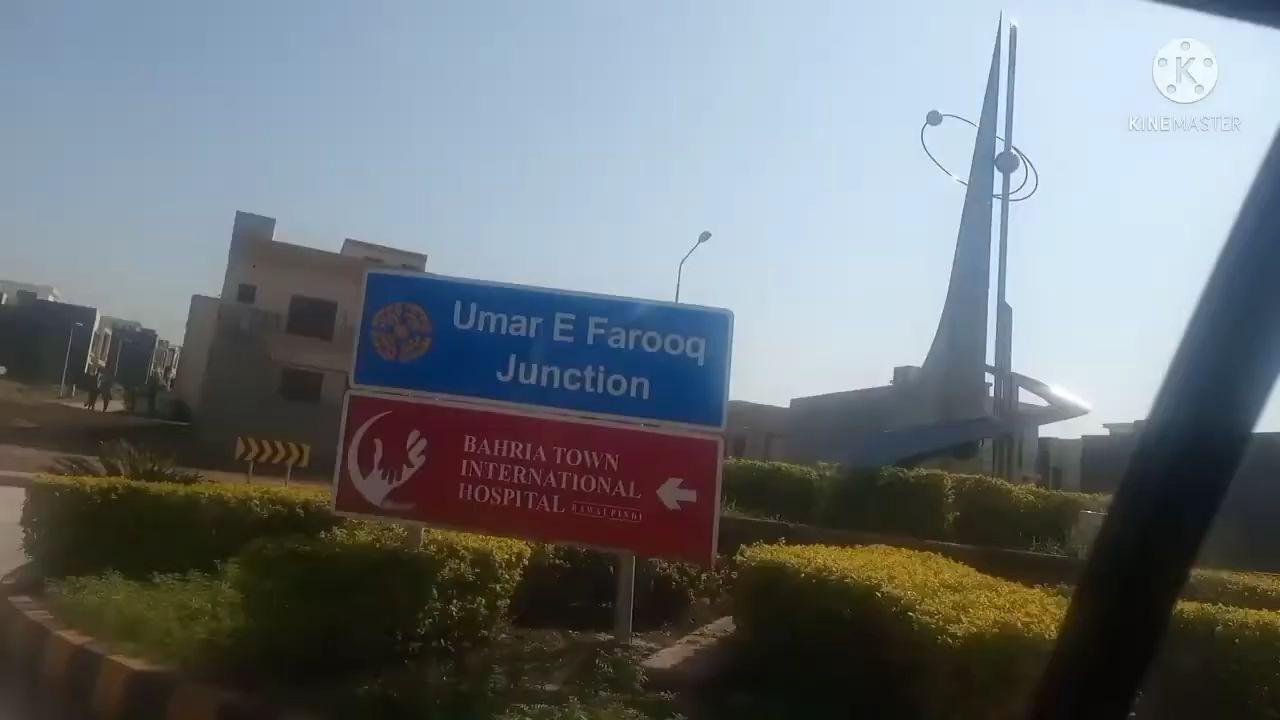 KINEMASTER
Umar E Farooq
Junction
BAHRIA TOWN
INTERNATIONAL
HOSPITAL RAWALPINDI